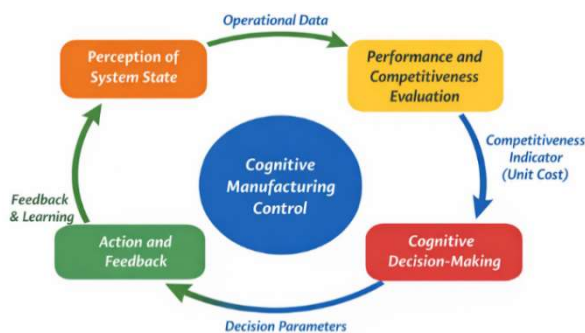 Operational Data
Perception of
System State
Performance and
Competitiveness
Evaluation
Competitiveness
Indicator
(Unit Cost)
Cognitive
Manufacturing
Control
Feedback
& Learning
Action and
Feedback
Cognitive
Decision-Making
Decision Parameters